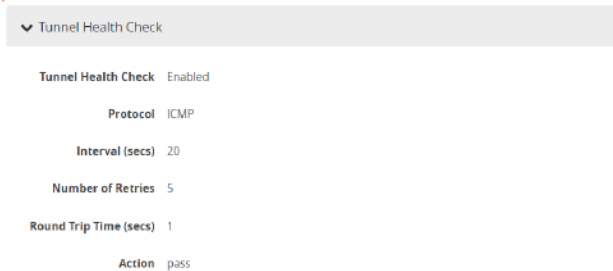 Tunnel Health Check
Tunnel Health Check Enabled
Protocol ICMP
Interval (secs) 20
Number of Retries 5
Round Trip Time (secs) 1
Action pass